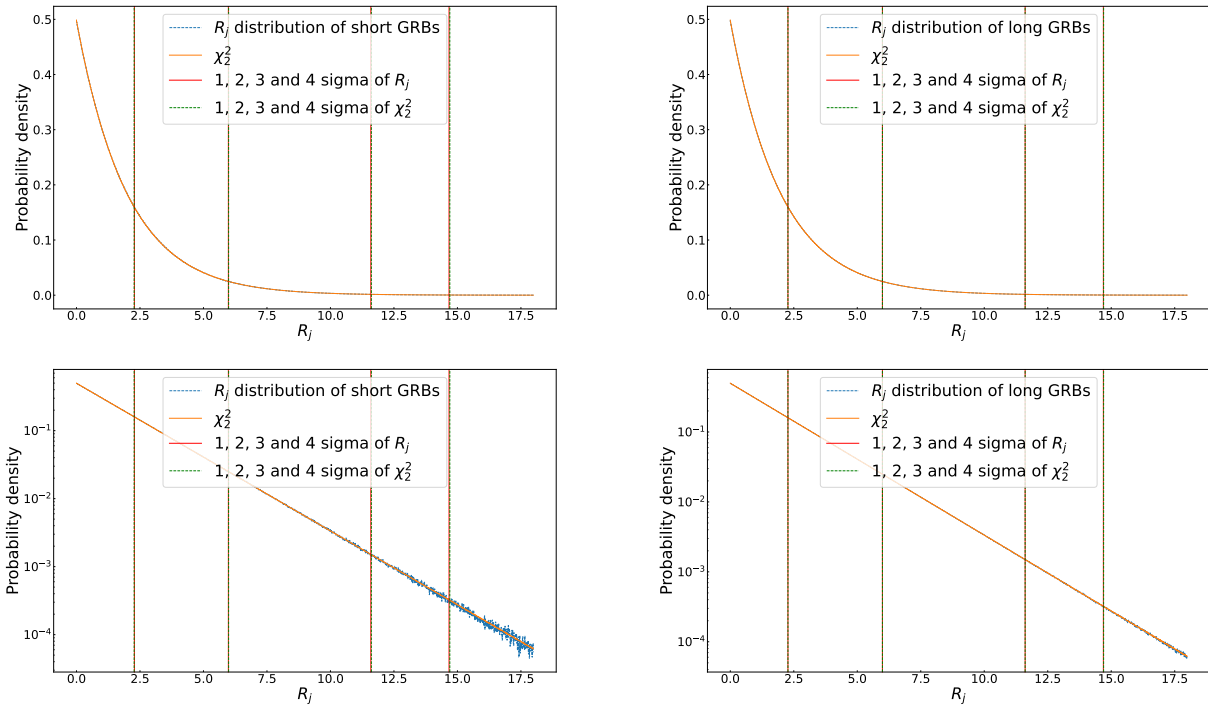 0.5
0.4
0.3
0.2
0.1
0.0
Probability density
R_j distribution of short GRBs
χ²₂
1, 2, 3 and 4 sigma of R_j
1, 2, 3 and 4 sigma of χ²₂
0.0 2.5 5.0 7.5 10.0 12.5 15.0 17.5
R_j
0.5
0.4
0.3
0.2
0.1
0.0
Probability density
R_j distribution of long GRBs
χ²₂
1, 2, 3 and 4 sigma of R_j
1, 2, 3 and 4 sigma of χ²₂
0.0 2.5 5.0 7.5 10.0 12.5 15.0 17.5
R_j
10⁻¹
10⁻²
10⁻³
10⁻⁴
Probability density
R_j distribution of short GRBs
χ²₂
1, 2, 3 and 4 sigma of R_j
1, 2, 3 and 4 sigma of χ²₂
0.0 2.5 5.0 7.5 10.0 12.5 15.0 17.5
R_j
10⁻¹
10⁻²
10⁻³
10⁻⁴
Probability density
R_j distribution of long GRBs
χ²₂
1, 2, 3 and 4 sigma of R_j
1, 2, 3 and 4 sigma of χ²₂
0.0 2.5 5.0 7.5 10.0 12.5 15.0 17.5
R_j